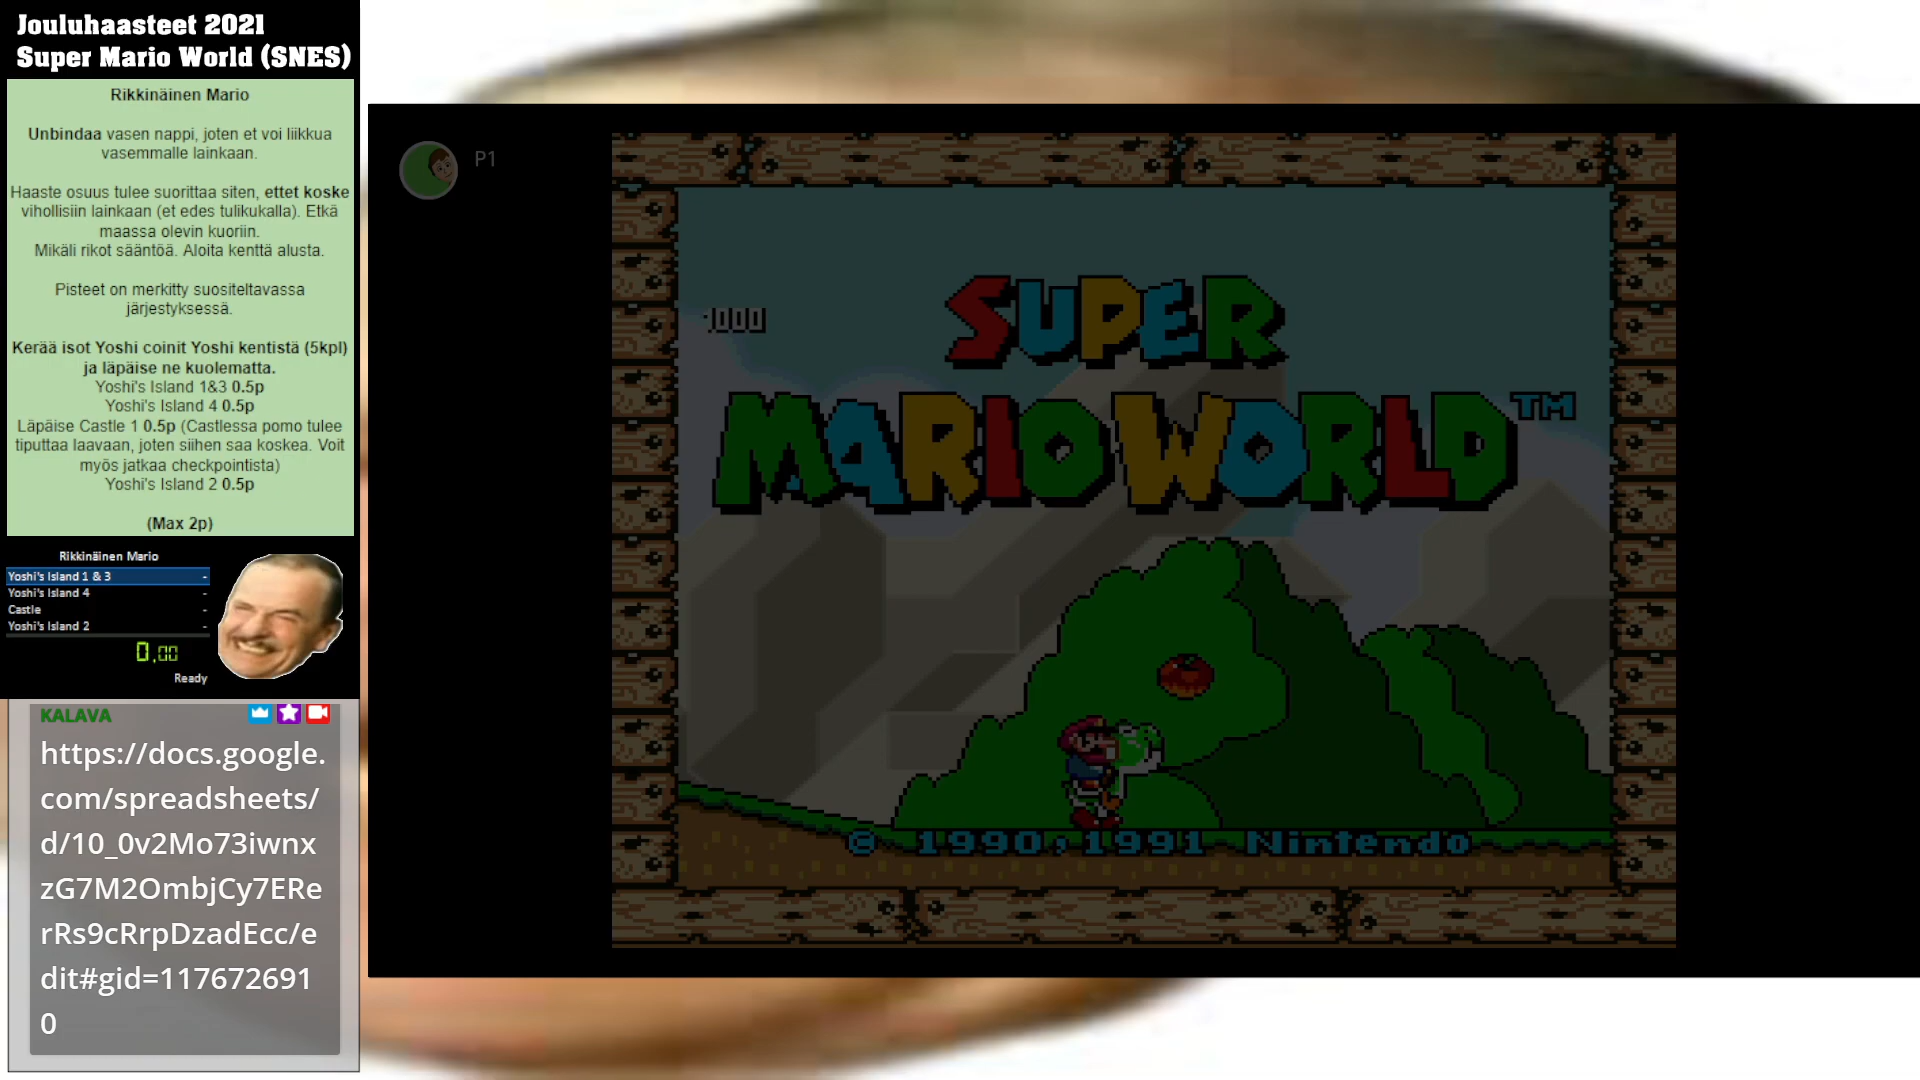 Jouluhaasteet 2021
Super Mario World (SNES)
Rikkinäinen Mario
Unbindaa vasen nappi, joten et voi liikkua
vasemmalle lainkaan.
Haaste osuus tulee suorittaa siten, ettet koske
vihollisiin lainkaan (et edes tulikukalla). Etkä
maassa olevin kuoriin.
Mikäli rikot sääntöä. Aloita kenttä alusta.
Pisteet on merkitty suositeltavassa
järjestyksessä.
Kerää isot Yoshi coinit Yoshi kentistä (5kpl)
ja läpäise ne kuolematta.
Yoshi's Island 1&3 0.5p
Yoshi's Island 4 0.5p
Läpäise Castle 1 0.5p (Castlessa pomo tulee
tiputtaa laavaan, joten siihen saa koskea. Voit
myös jatkaa checkpointista)
Yoshi's Island 2 0.5p
(Max 2p)
Rikkinäinen Mario
Yoshi's Island 1 & 3 -
Yoshi's Island 4 -
Castle -
Yoshi's Island 2 -
0.00
Ready
KALAVA
https://docs.google.
com/spreadsheets/
d/10_0v2Mo73iwnx
zG7M2OmbjCy7ERe
rRs9cRrpDzadEcc/e
dit#gid=117672691
0
P1
1000
SUPER
MARIO WORLD™
© 1990,1991 Nintendo